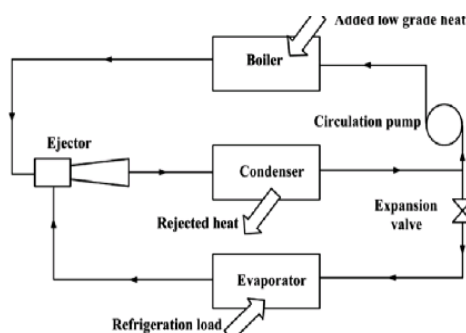 Added low grade heat
Boiler
Circulation pump
Ejector
Condenser
Expansion
valve
Rejected heat
Evaporator
Refrigeration load